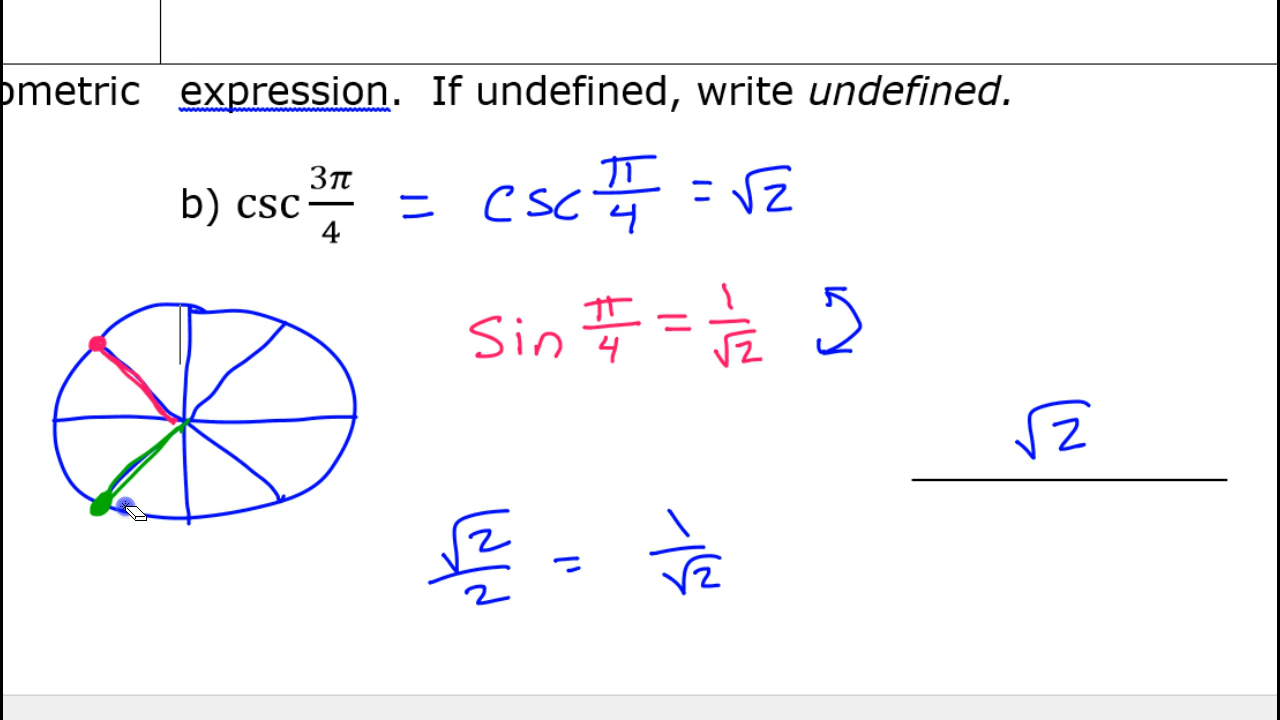 ometric expression. If undefined, write undefined.
b) csc 3π/4 = csc π/4 = √2
sin π/4 = 1/√2
√2
√2/2 = 1/√2